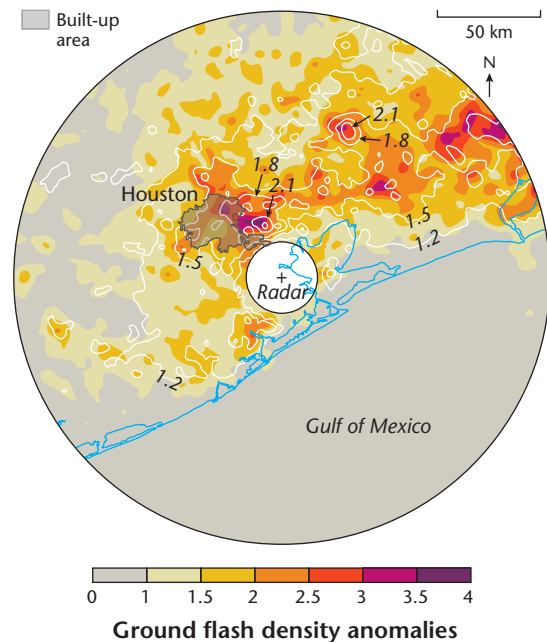 Built-up
area
50 km
N
2.1
1.8
1.8
2.1
Houston
1.5
1.2
1.5
+
Radar
1.2
Gulf of Mexico
0 1 1.5 2 2.5 3 3.5 4
Ground flash density anomalies